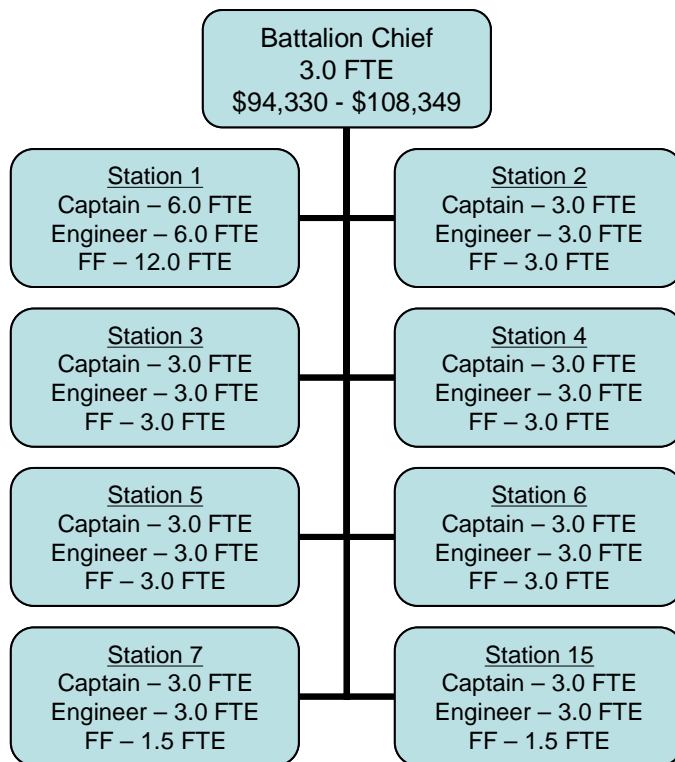 Battalion Chief
3.0 FTE
$94,330 - $108,349
Station 1
Captain – 6.0 FTE
Engineer – 6.0 FTE
FF – 12.0 FTE
Station 2
Captain – 3.0 FTE
Engineer – 3.0 FTE
FF – 3.0 FTE
Station 3
Captain – 3.0 FTE
Engineer – 3.0 FTE
FF – 3.0 FTE
Station 4
Captain – 3.0 FTE
Engineer – 3.0 FTE
FF – 3.0 FTE
Station 5
Captain – 3.0 FTE
Engineer – 3.0 FTE
FF – 3.0 FTE
Station 6
Captain – 3.0 FTE
Engineer – 3.0 FTE
FF – 3.0 FTE
Station 7
Captain – 3.0 FTE
Engineer – 3.0 FTE
FF – 1.5 FTE
Station 15
Captain – 3.0 FTE
Engineer – 3.0 FTE
FF – 1.5 FTE